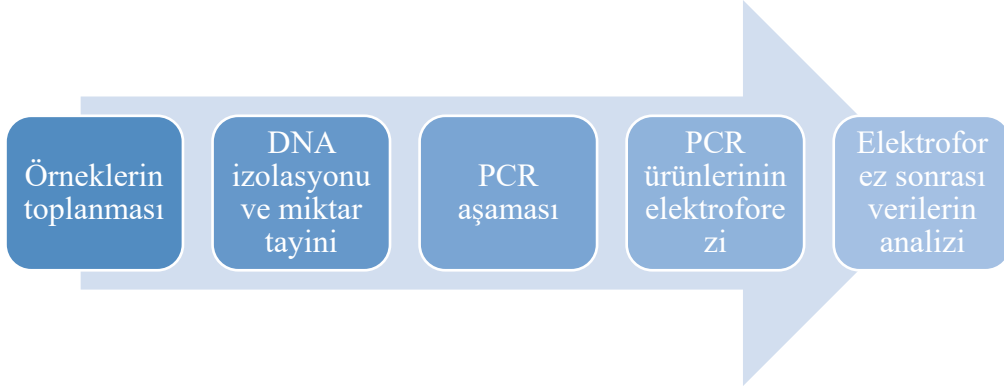 Örneklerin
toplanması
DNA
izolasyonu
ve miktar
tayini
PCR
aşaması
PCR
ürünlerinin
elektrofore
zi
Elektrofor
ez sonrası
verilerin
analizi